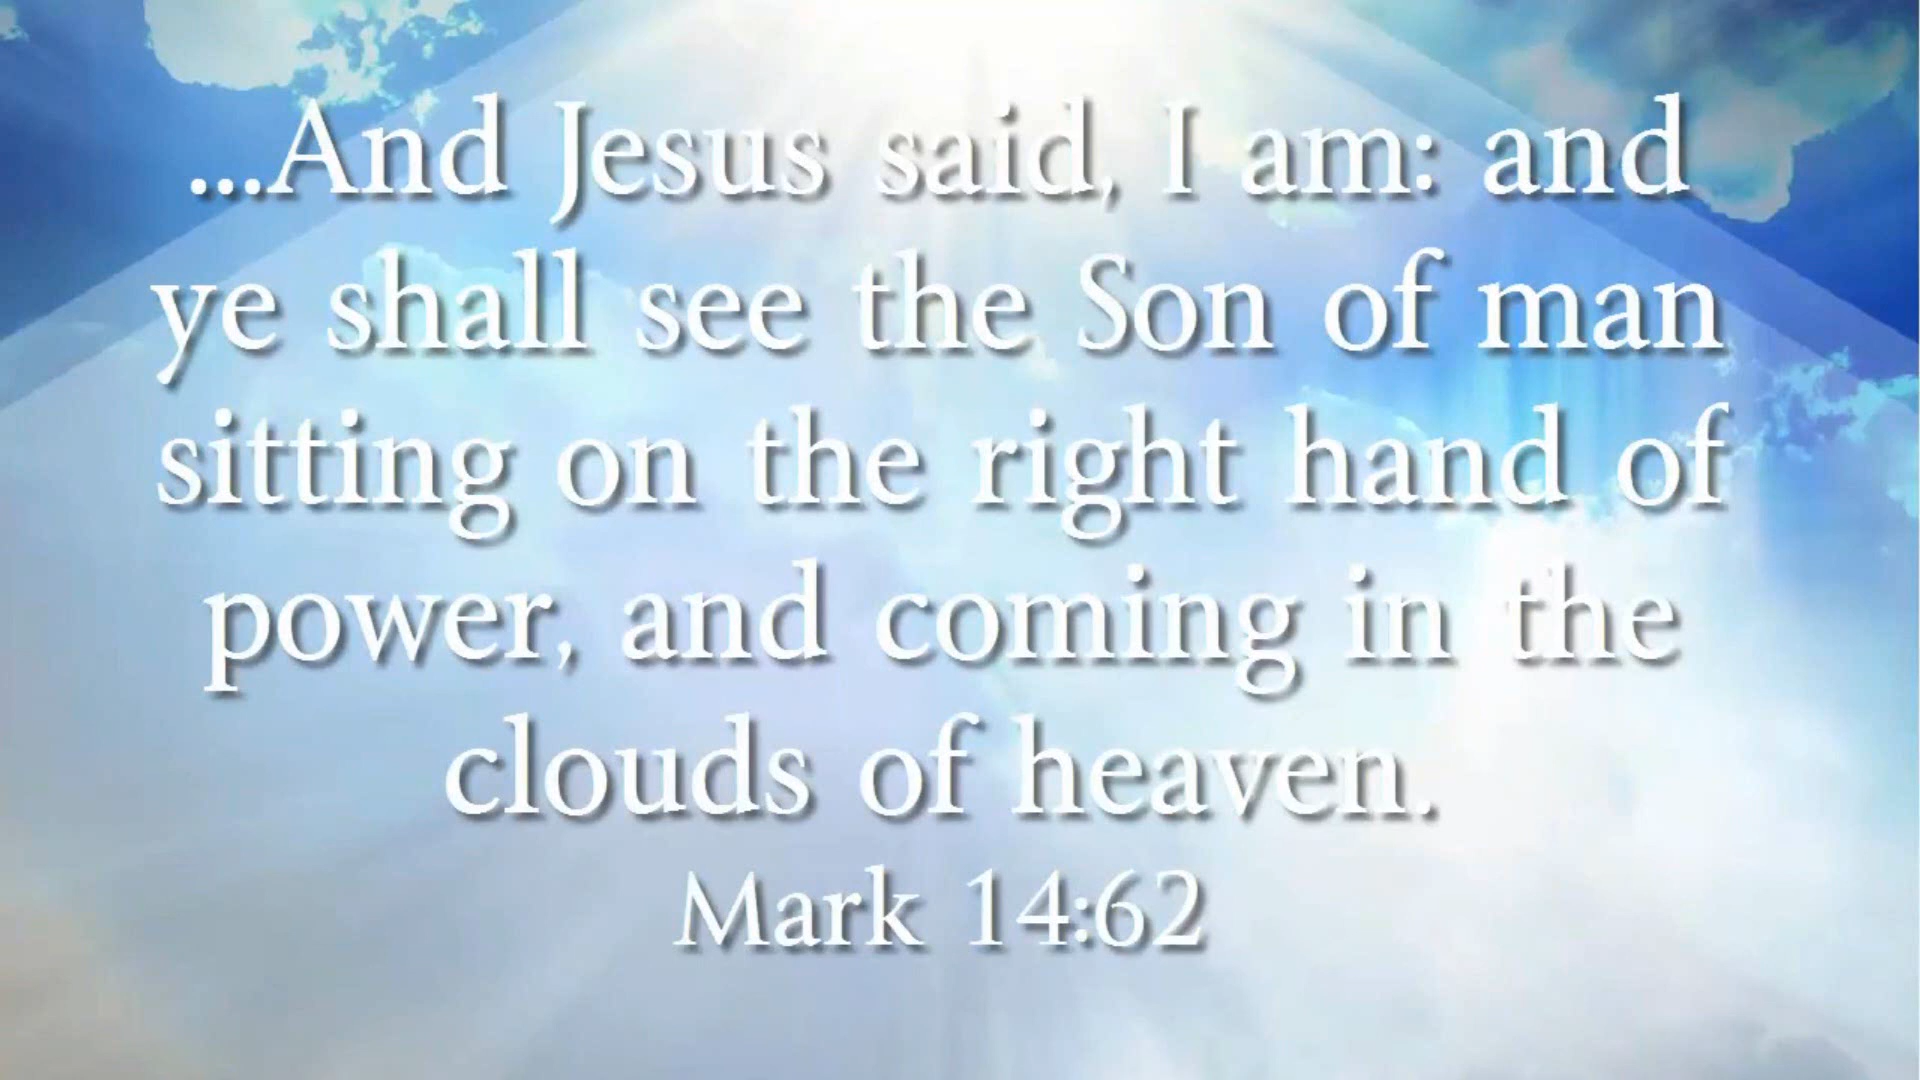 ...And Jesus said, I am: and
ye shall see the Son of man
sitting on the right hand of
power, and coming in the
clouds of heaven.
Mark 14:62